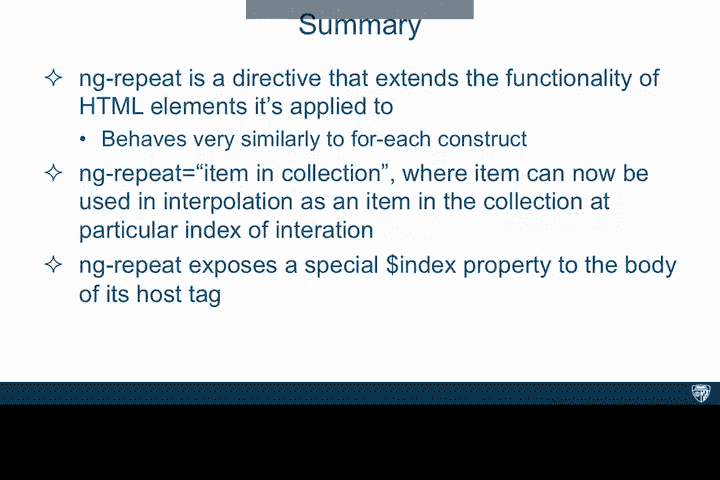 Summary
ng-repeat is a directive that extends the functionality of
HTML elements it's applied to
• Behaves very similarly to for-each construct
ng-repeat=“item in collection”, where item can now be
used in interpolation as an item in the collection at
particular index of interation
ng-repeat exposes a special $index property to the body
of its host tag